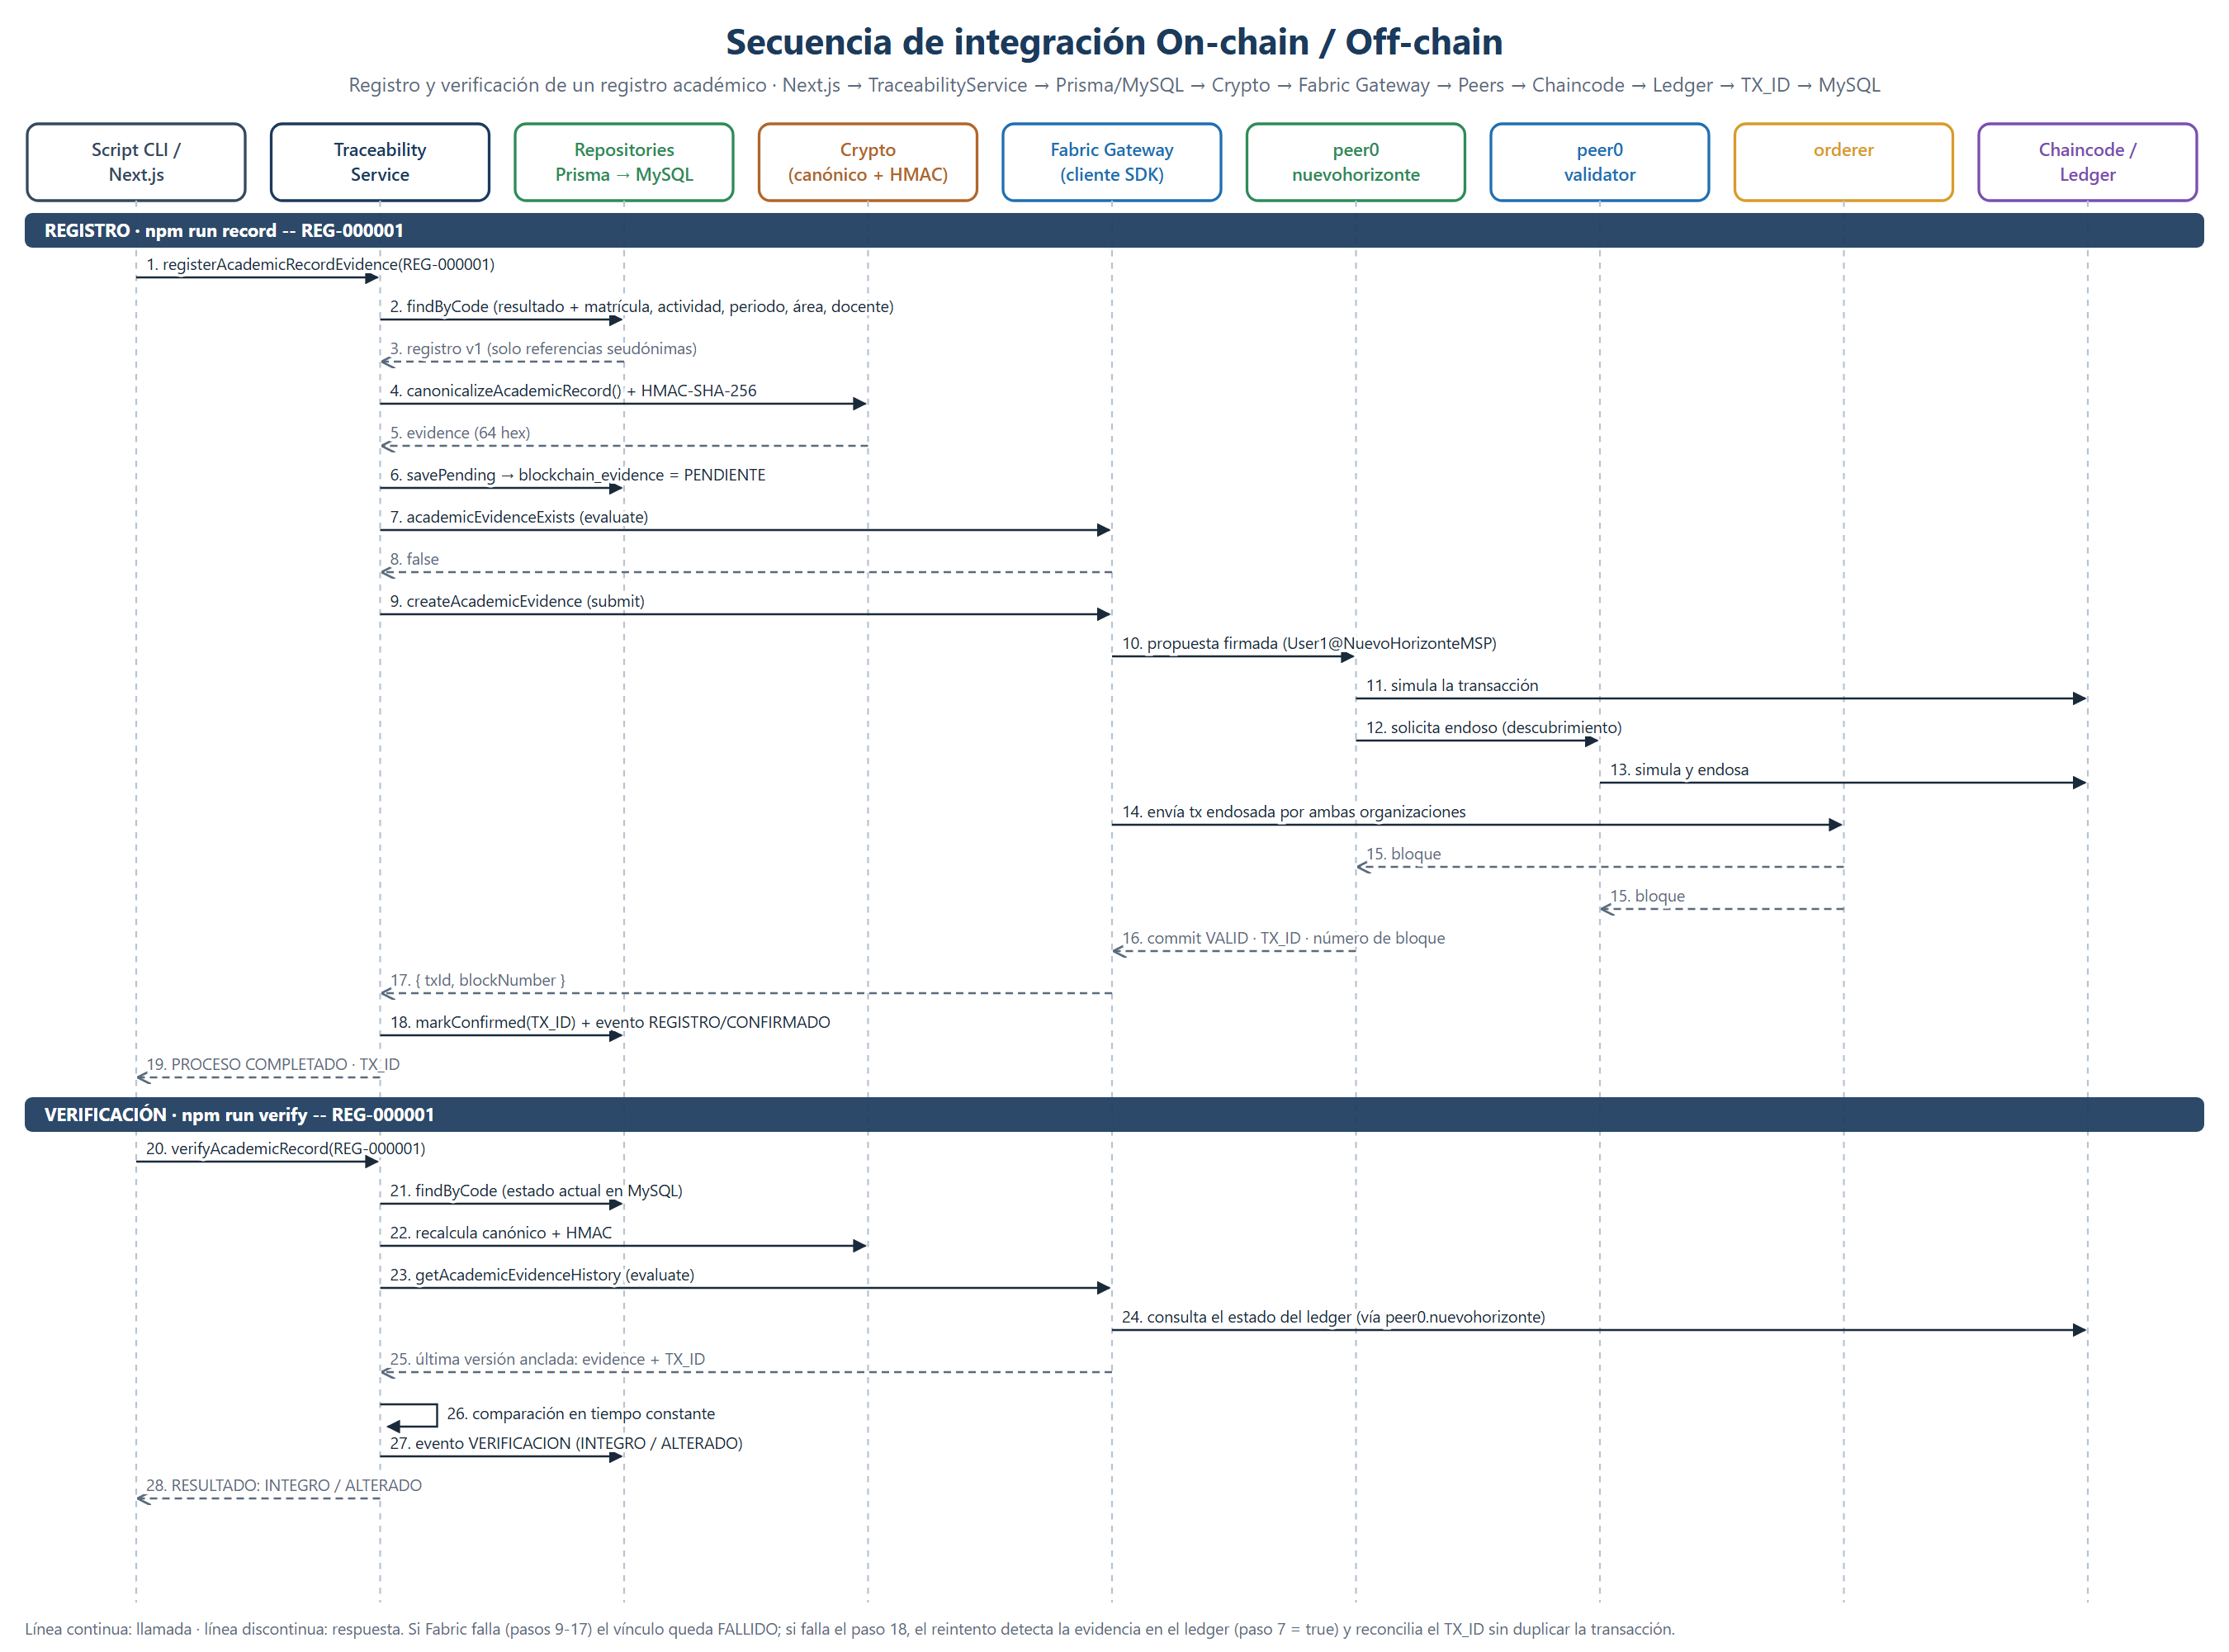 Secuencia de integración On-chain / Off-chain
Registro y verificación de un registro académico · Next.js → TraceabilityService → Prisma/MySQL → Crypto → Fabric Gateway → Peers → Chaincode → Ledger → TX_ID → MySQL
Script CLI /
Next.js
Traceability
Service
Repositories
Prisma → MySQL
Crypto
(canónico + HMAC)
Fabric Gateway
(cliente SDK)
peer0
nuevohorizonte
peer0
validator
orderer
Chaincode /
Ledger
REGISTRO · npm run record -- REG-000001
1. registerAcademicRecordEvidence(REG-000001)
2. findByCode (resultado + matrícula, actividad, periodo, área, docente)
3. registro v1 (solo referencias seudónimas)
4. canonicalizeAcademicRecord() + HMAC-SHA-256
5. evidence (64 hex)
6. savePending → blockchain_evidence = PENDIENTE
7. academicEvidenceExists (evaluate)
8. false
9. createAcademicEvidence (submit)
10. propuesta firmada (User1@NuevoHorizonteMSP)
11. simula la transacción
12. solicita endoso (descubrimiento)
13. simula y endosa
14. envía tx endosada por ambas organizaciones
15. bloque
15. bloque
16. commit VALID · TX_ID · número de bloque
17. { txId, blockNumber }
18. markConfirmed(TX_ID) + evento REGISTRO/CONFIRMADO
19. PROCESO COMPLETADO · TX_ID
VERIFICACIÓN · npm run verify -- REG-000001
20. verifyAcademicRecord(REG-000001)
21. findByCode (estado actual en MySQL)
22. recalcula canónico + HMAC
23. getAcademicEvidenceHistory (evaluate)
24. consulta el estado del ledger (vía peer0.nuevohorizonte)
25. última versión anclada: evidence + TX_ID
26. comparación en tiempo constante
27. evento VERIFICACION (INTEGRO / ALTERADO)
28. RESULTADO: INTEGRO / ALTERADO
Línea continua: llamada · línea discontinua: respuesta. Si Fabric falla (pasos 9-17) el vínculo queda FALLIDO; si falla el paso 18, el reintento detecta la evidencia en el ledger (paso 7 = true) y reconcilia el TX_ID sin duplicar la transacción.